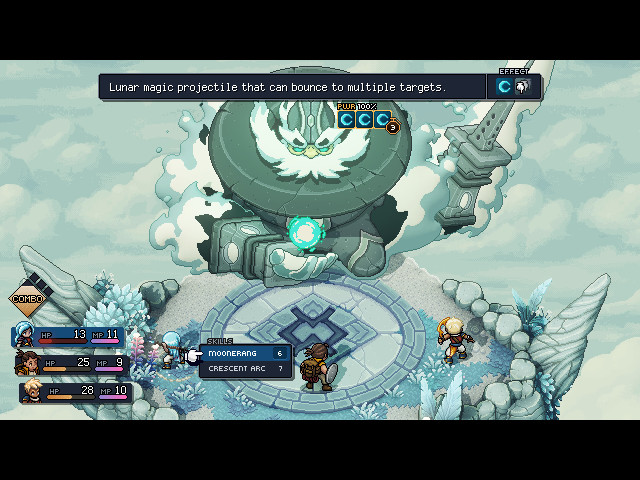 EFFECT
Lunar magic projectile that can bounce to multiple targets.
PWR 100%
3
COMBO
HP 13 MP 11
HP 25 MP 9
HP 28 MP 10
SKILLS
MOONERANG 6
CRESCENT ARC 7